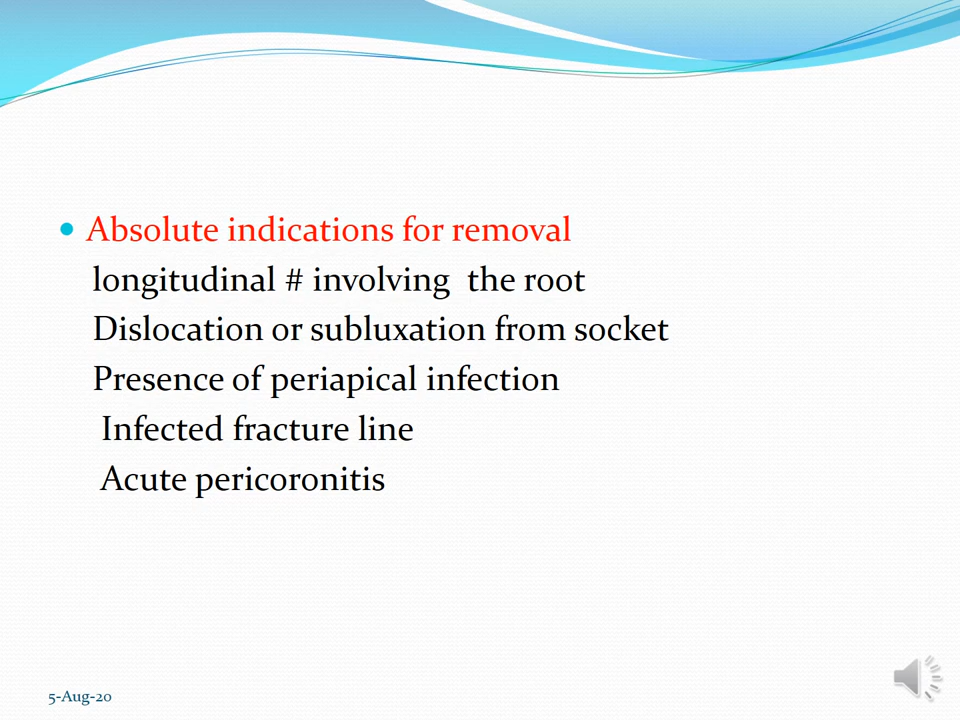 Absolute indications for removal
longitudinal # involving the root
Dislocation or subluxation from socket
Presence of periapical infection
Infected fracture line
Acute pericoronitis
5-Aug-20